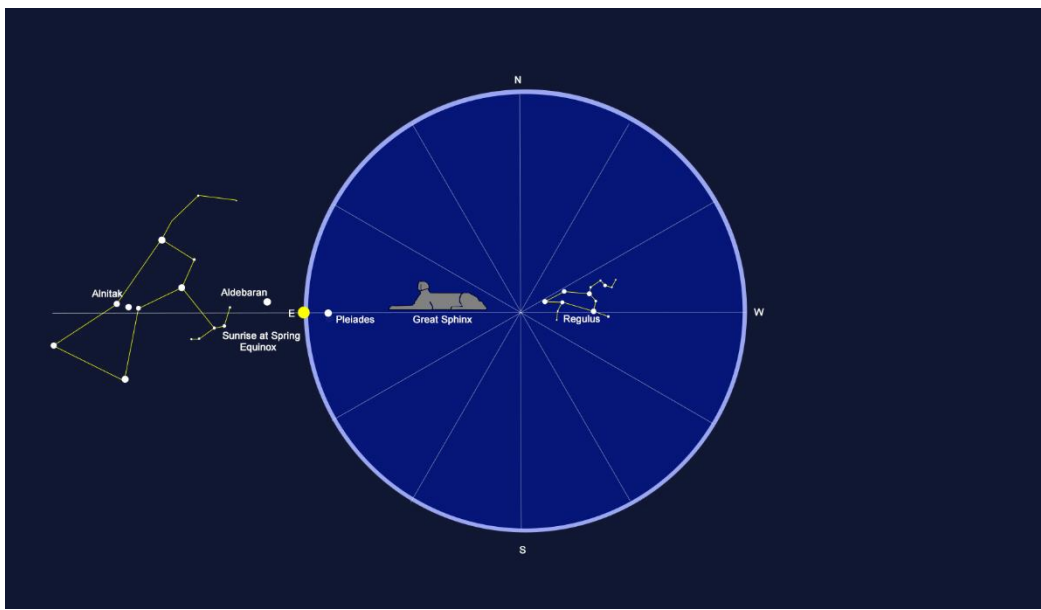 N
Alnitak
Aldebaran
E
W
Pleiades
Great Sphinx
Regulus
Sunrise at Spring
Equinox
S